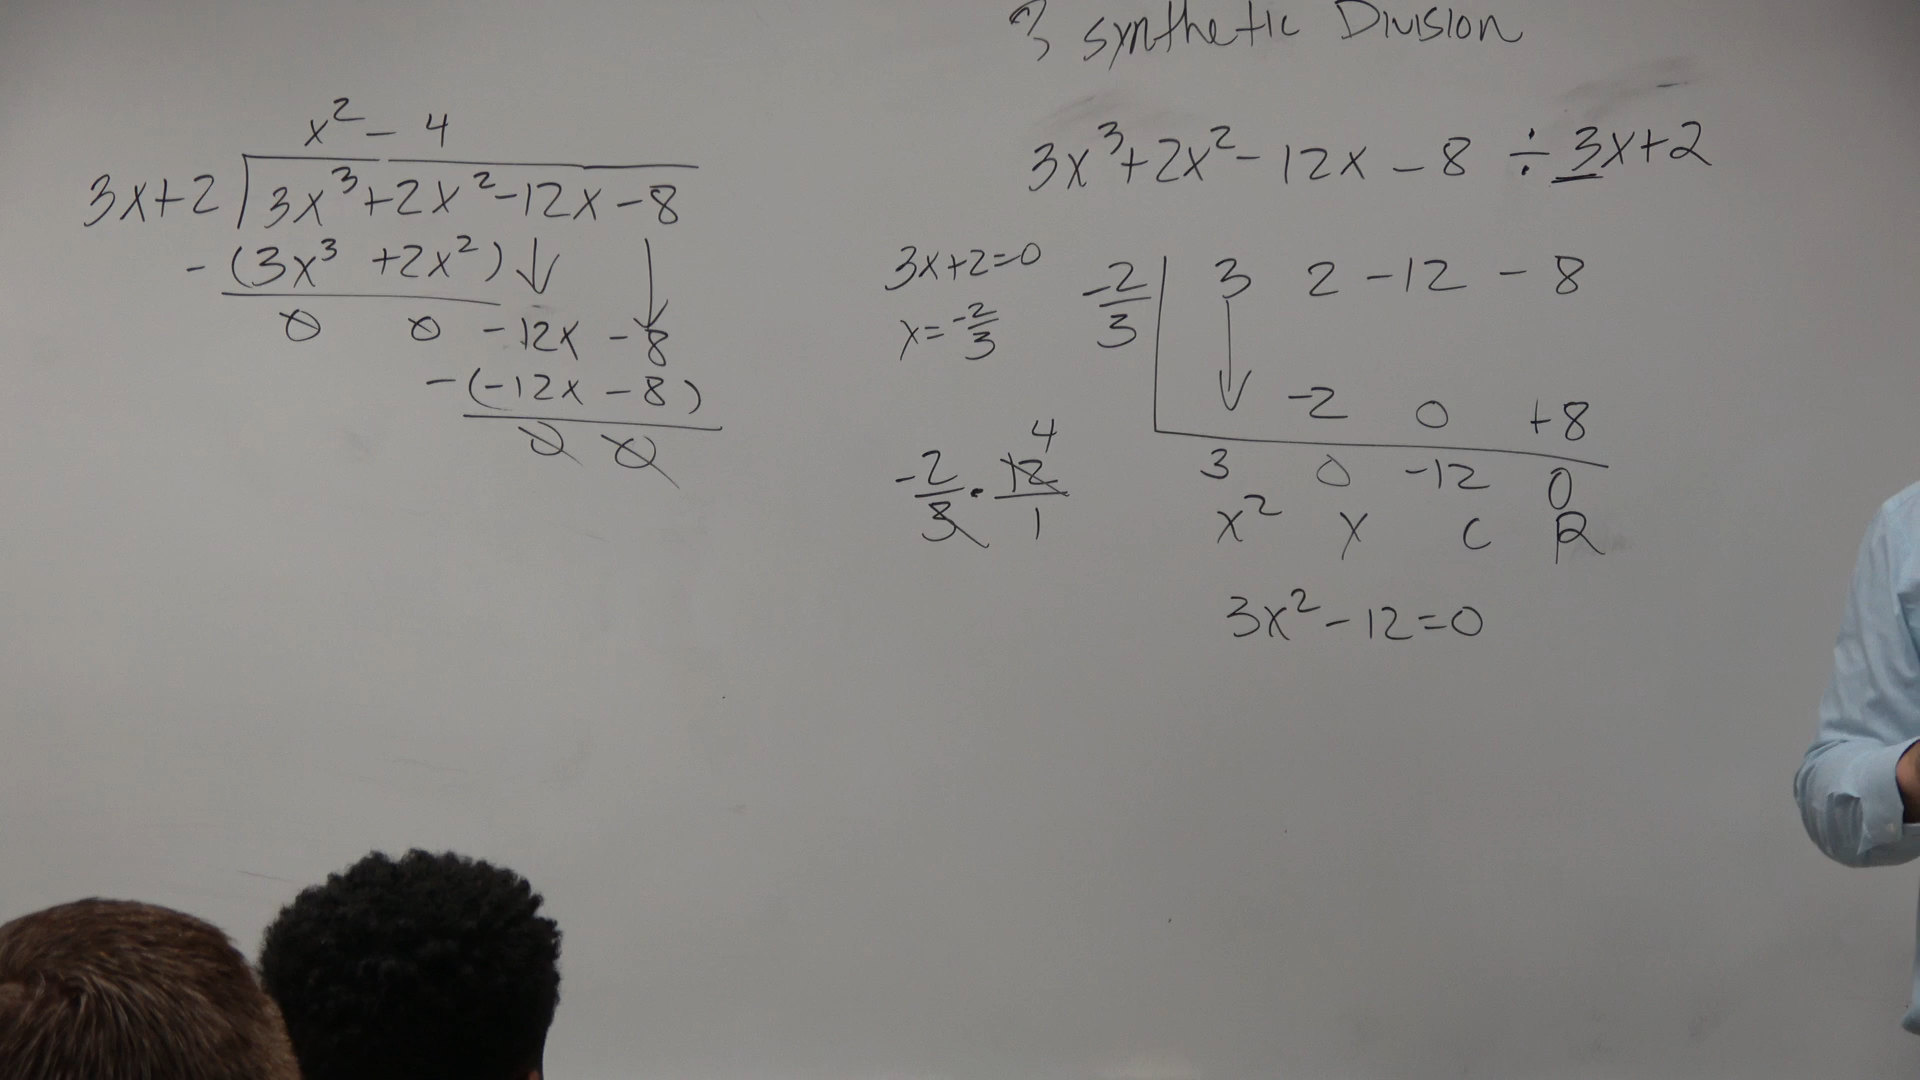 x² - 4
3x+2 | 3x³+2x²-12x-8
-(3x³ +2x²)
0 0 -12x -8
-(-12x -8)
0 0
3 synthetic Division
3x³+2x²-12x-8 ÷ 3x+2
3x+2=0
x=-2/3
-2/3 | 3 2 -12 -8
-2 0 +8
3 0 -12 0
x² x C R
-2/3 · 12/1 4
3x²-12=0